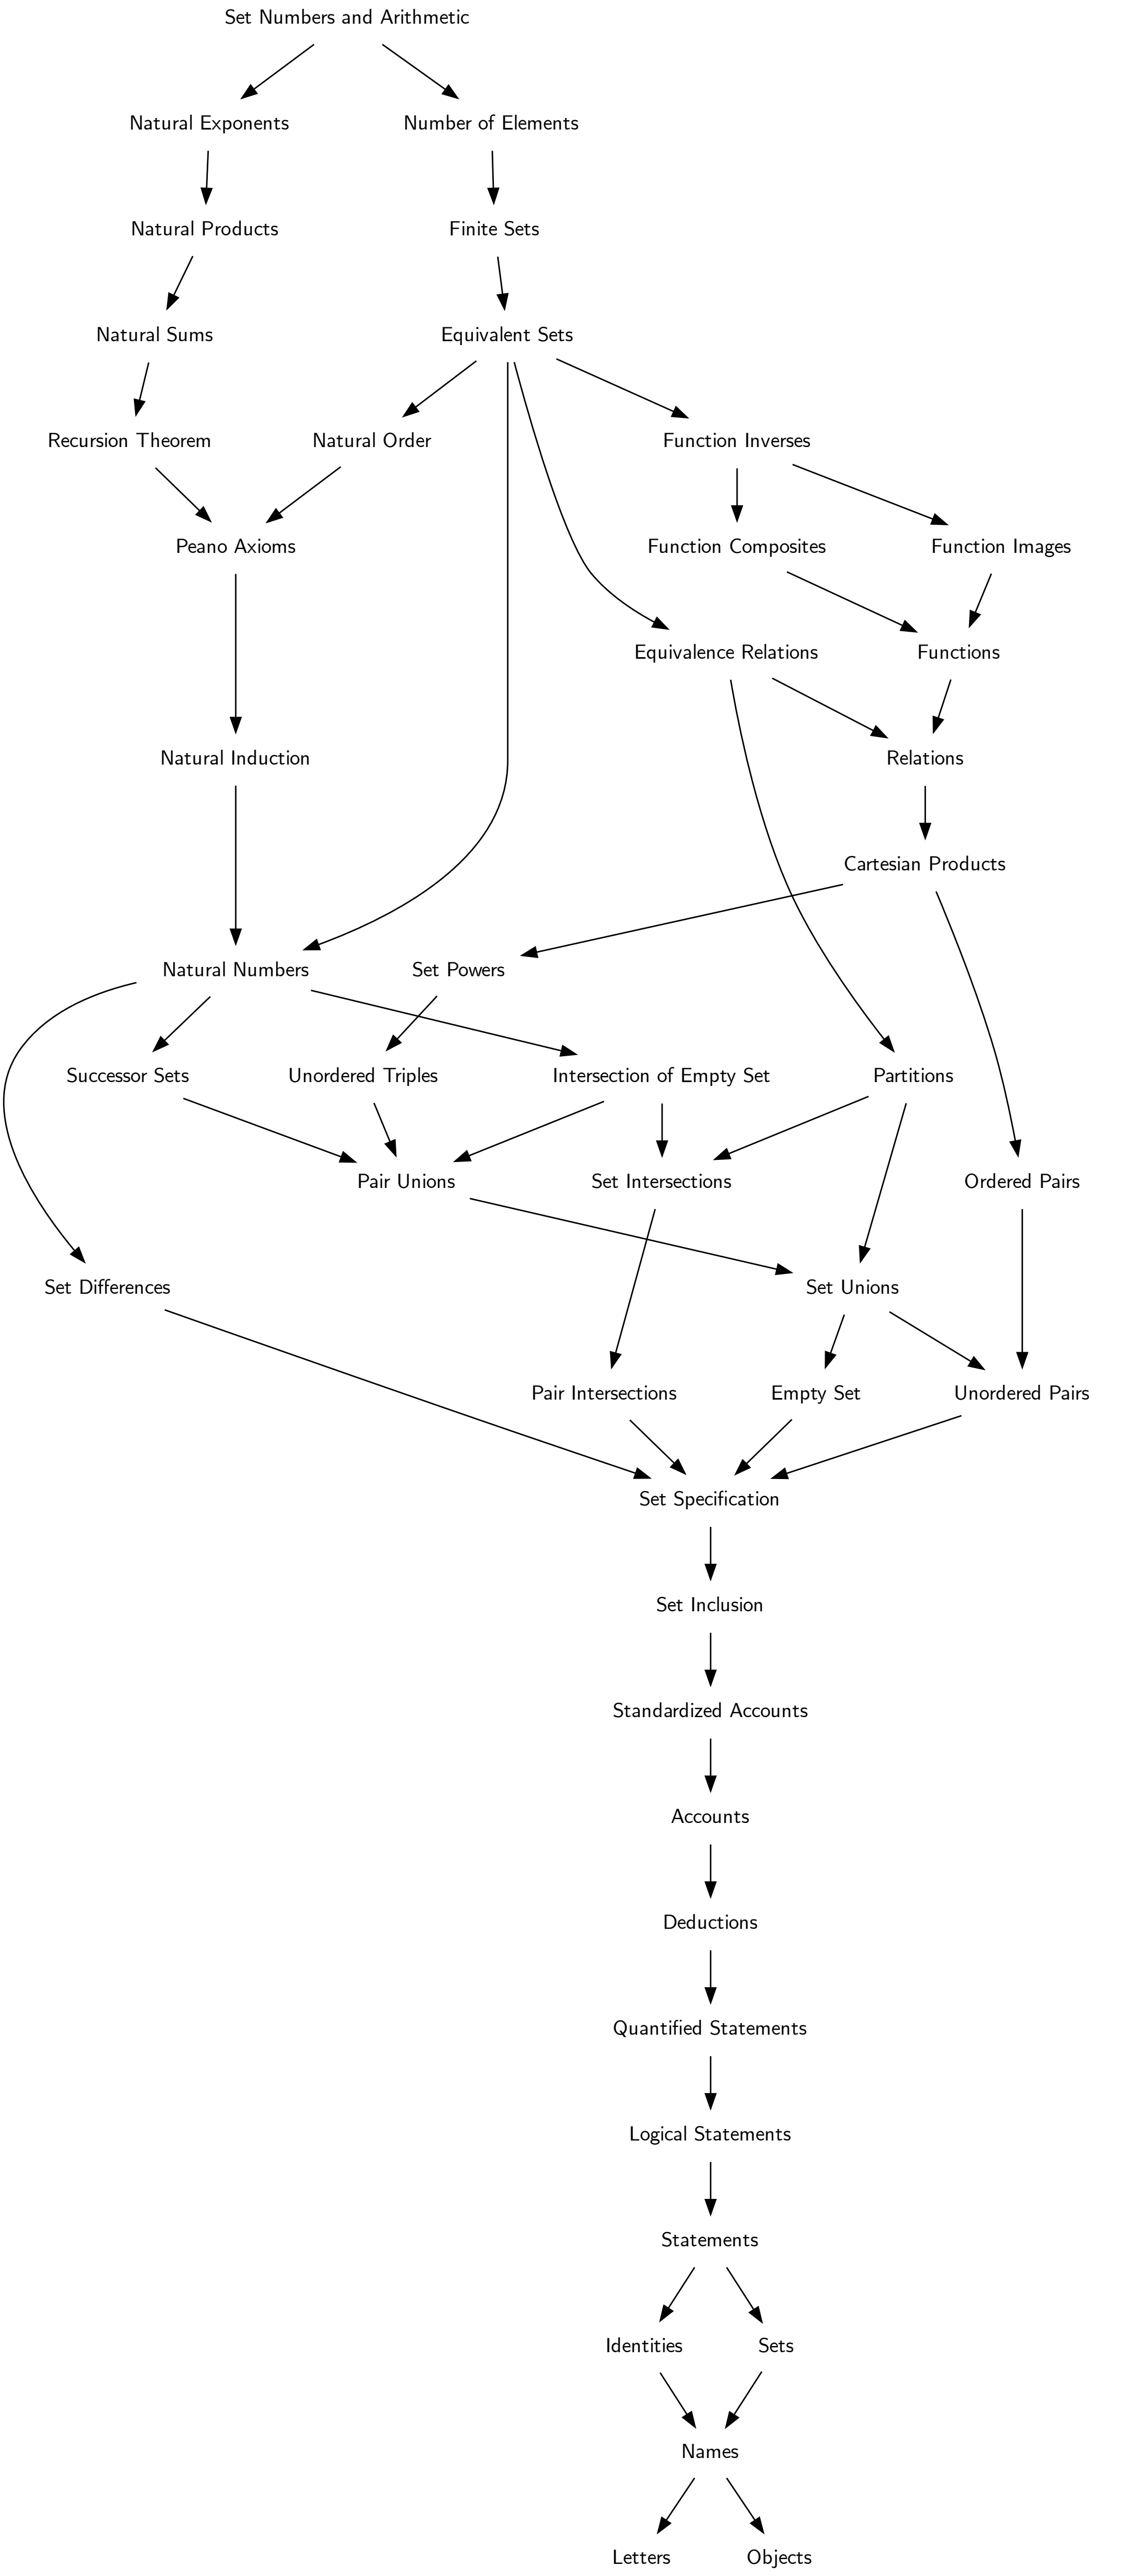 Set Numbers and Arithmetic
Natural Exponents
Number of Elements
Natural Products
Finite Sets
Natural Sums
Equivalent Sets
Recursion Theorem
Natural Order
Function Inverses
Peano Axioms
Function Composites
Function Images
Equivalence Relations
Functions
Natural Induction
Relations
Cartesian Products
Natural Numbers
Set Powers
Successor Sets
Unordered Triples
Intersection of Empty Set
Partitions
Pair Unions
Set Intersections
Ordered Pairs
Set Differences
Set Unions
Pair Intersections
Empty Set
Unordered Pairs
Set Specification
Set Inclusion
Standardized Accounts
Accounts
Deductions
Quantified Statements
Logical Statements
Statements
Identities
Sets
Names
Letters
Objects